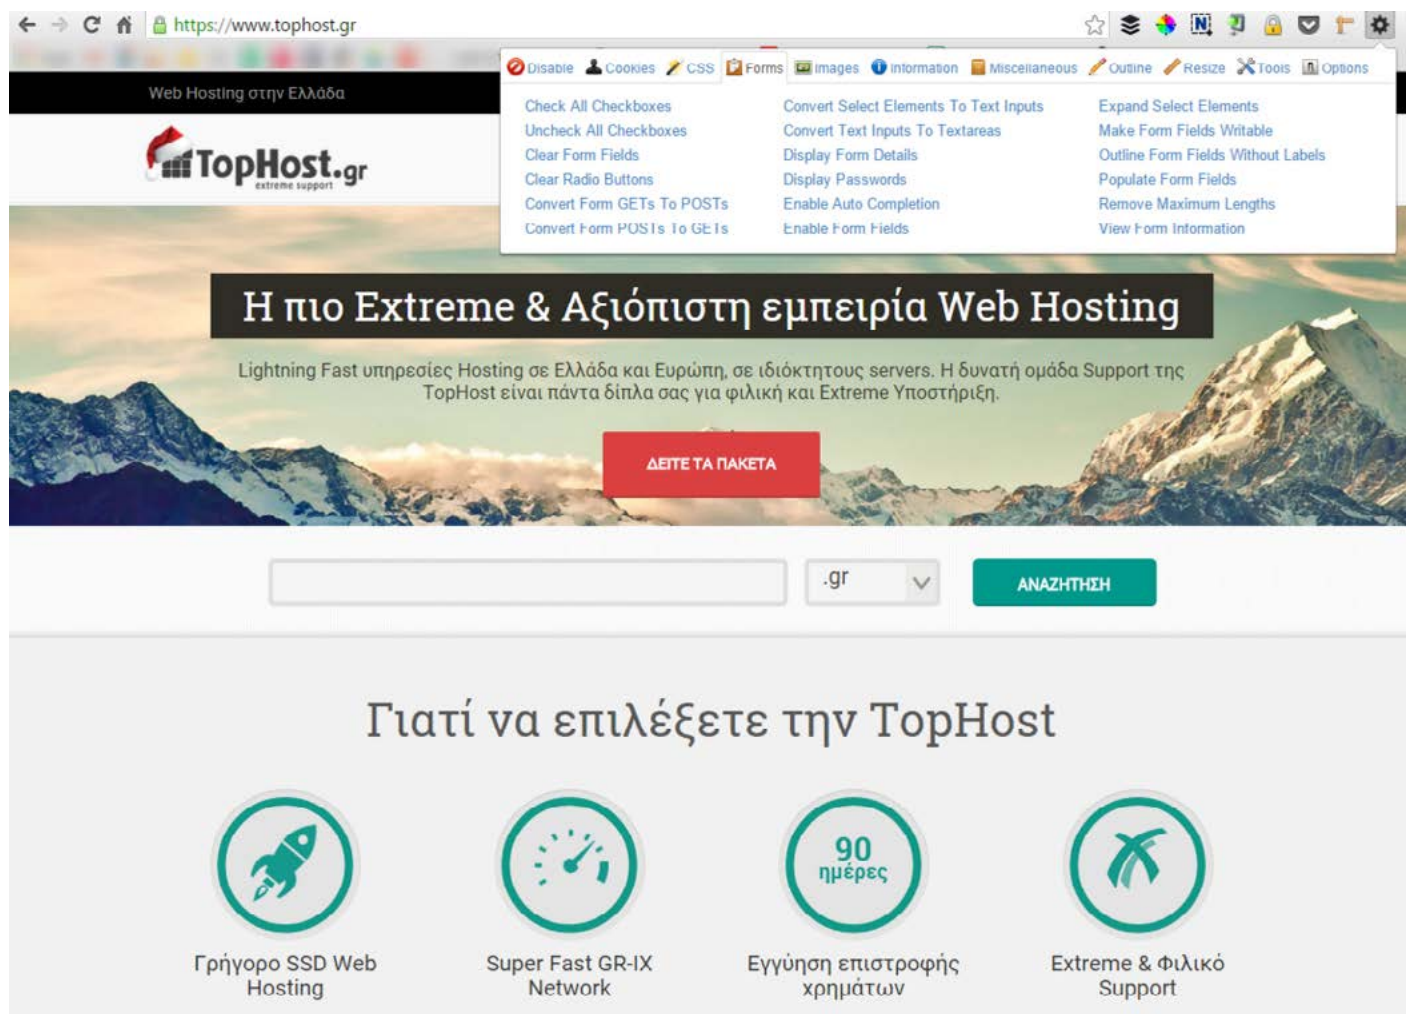 https://www.tophost.gr
Disable Cookies CSS Forms Images Information Miscellaneous Outline Resize Tools Options
Web Hosting στην Ελλάδα
Check All Checkboxes Convert Select Elements To Text Inputs Expand Select Elements
Uncheck All Checkboxes Convert Text Inputs To Textareas Make Form Fields Writable
Clear Form Fields Display Form Details Outline Form Fields Without Labels
Clear Radio Buttons Display Passwords Populate Form Fields
Convert Form GETs To POSTs Enable Auto Completion Remove Maximum Lengths
Convert Form POSTs To GETs Enable Form Fields View Form Information
TopHost.gr
extreme support
Η πιο Extreme & Αξιόπιστη εμπειρία Web Hosting
Lightning Fast υπηρεσίες Hosting σε Ελλάδα και Ευρώπη, σε ιδιόκτητους servers. Η δυνατή ομάδα Support της
TopHost είναι πάντα δίπλα σας για φιλική και Extreme Υποστήριξη.
ΔΕΙΤΕ ΤΑ ΠΑΚΕΤΑ
.gr ΑΝΑΖΗΤΗΣΗ
Γιατί να επιλέξετε την TopHost
90
ημέρες
Γρήγορο SSD Web
Hosting
Super Fast GR-IX
Network
Εγγύηση επιστροφής
χρημάτων
Extreme & Φιλικό
Support